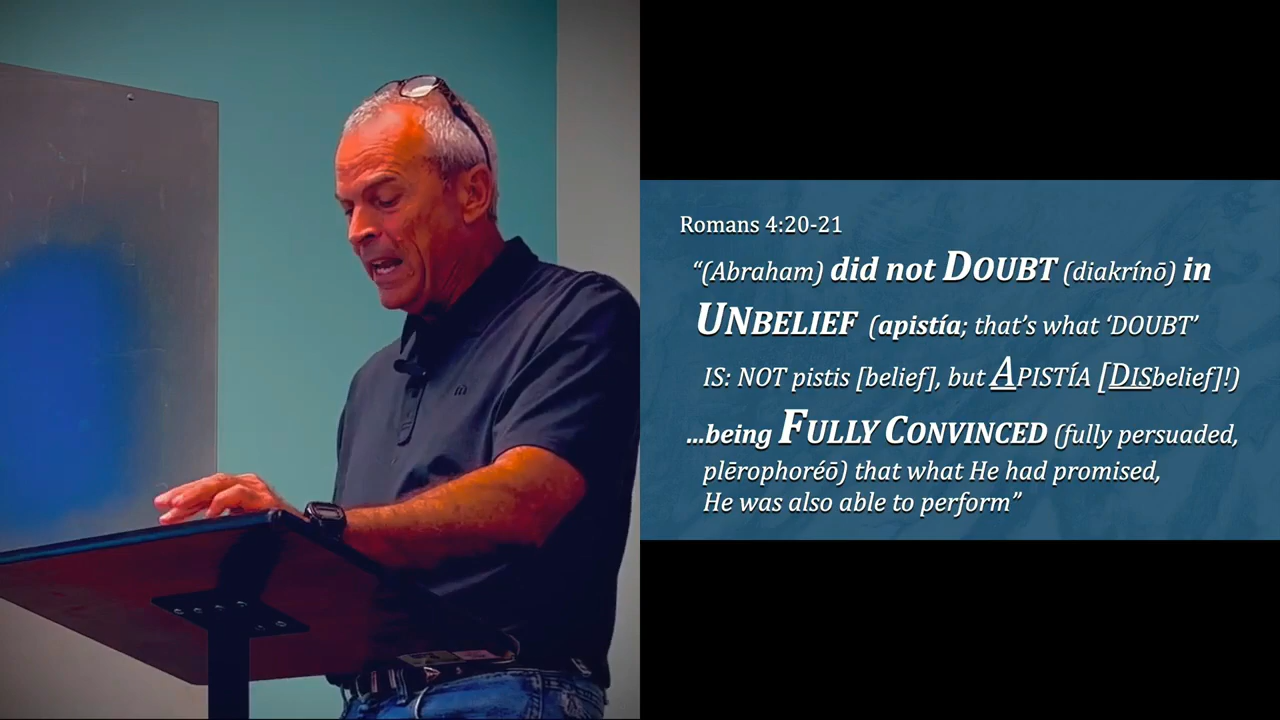 Romans 4:20-21
“(Abraham) did not DOUBT (diakrínō) in
UNBELIEF (apistía; that’s what ‘DOUBT’
IS: NOT pistis [belief], but APISTÍA [DISbelief]!)
...being FULLY CONVINCED (fully persuaded,
plērophoréō) that what He had promised,
He was also able to perform”